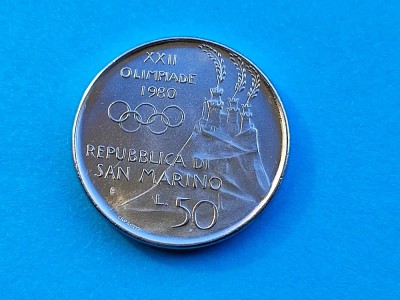 XXII
OLIMPIADE
1980
REPUBBLICA DI
SAN MARINO
L. 50